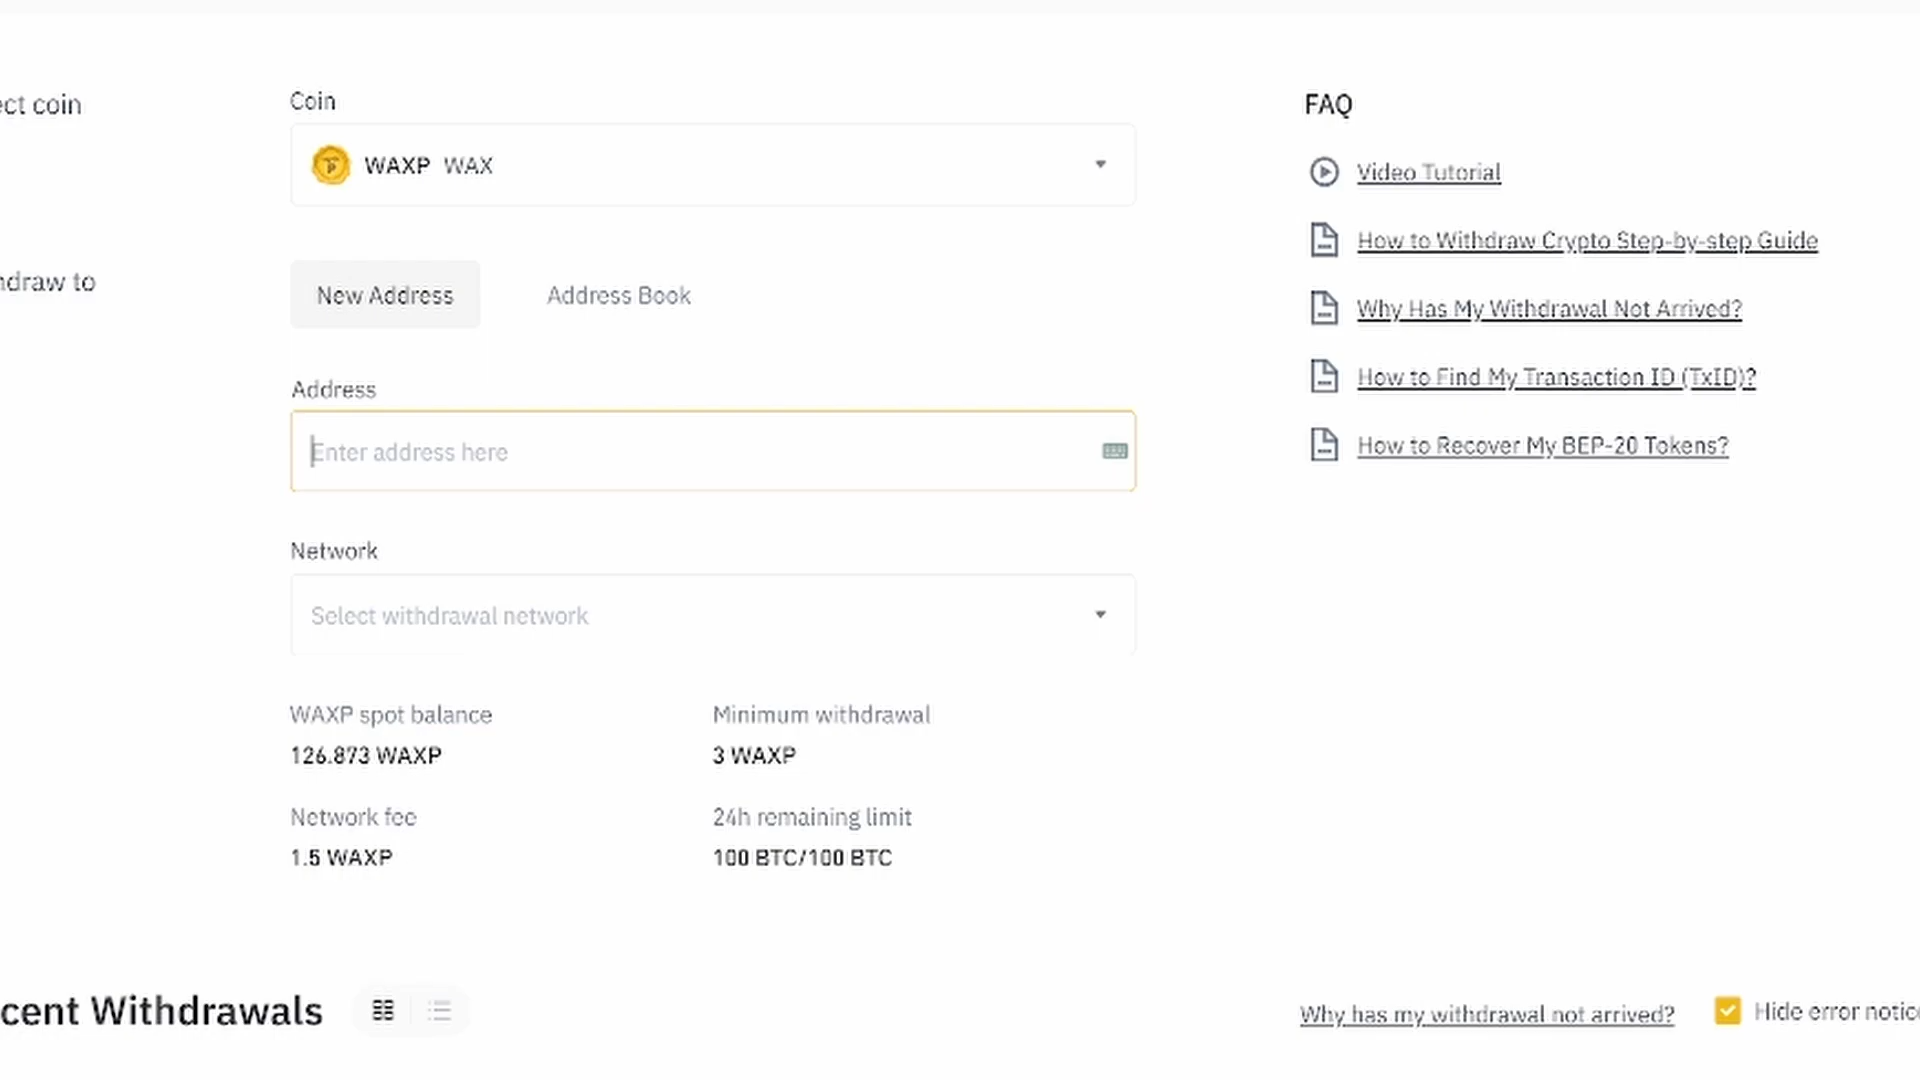 ect coin
Coin
WAXP WAX
ndraw to
New Address
Address Book
Address
Enter address here
Network
Select withdrawal network
WAXP spot balance
126.873 WAXP
Minimum withdrawal
3 WAXP
Network fee
1.5 WAXP
24h remaining limit
100 BTC/100 BTC
FAQ
Video Tutorial
How to Withdraw Crypto Step-by-step Guide
Why Has My Withdrawal Not Arrived?
How to Find My Transaction ID (TxID)?
How to Recover My BEP-20 Tokens?
cent Withdrawals
Why has my withdrawal not arrived?
Hide error notic